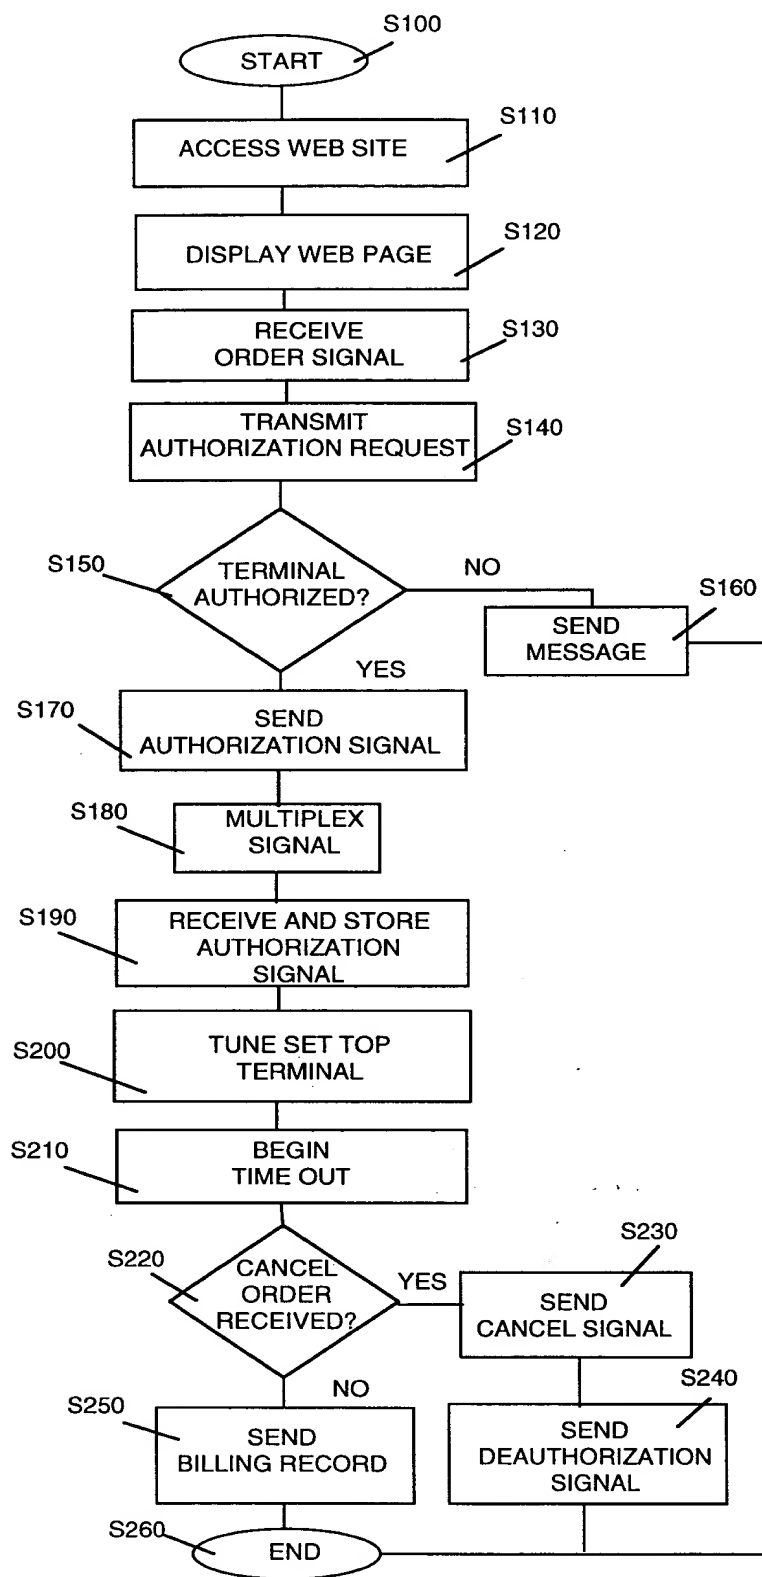 S100
START
S110
ACCESS WEB SITE
S120
DISPLAY WEB PAGE
S130
RECEIVE
ORDER SIGNAL
S140
TRANSMIT
AUTHORIZATION REQUEST
S150
TERMINAL
AUTHORIZED?
NO
S160
SEND
MESSAGE
YES
S170
SEND
AUTHORIZATION SIGNAL
S180
MULTIPLEX
SIGNAL
S190
RECEIVE AND STORE
AUTHORIZATION
SIGNAL
S200
TUNE SET TOP
TERMINAL
S210
BEGIN
TIME OUT
S220
CANCEL
ORDER
RECEIVED?
YES
S230
SEND
CANCEL SIGNAL
NO
S240
SEND
DEAUTHORIZATION
SIGNAL
S250
SEND
BILLING RECORD
S260
END